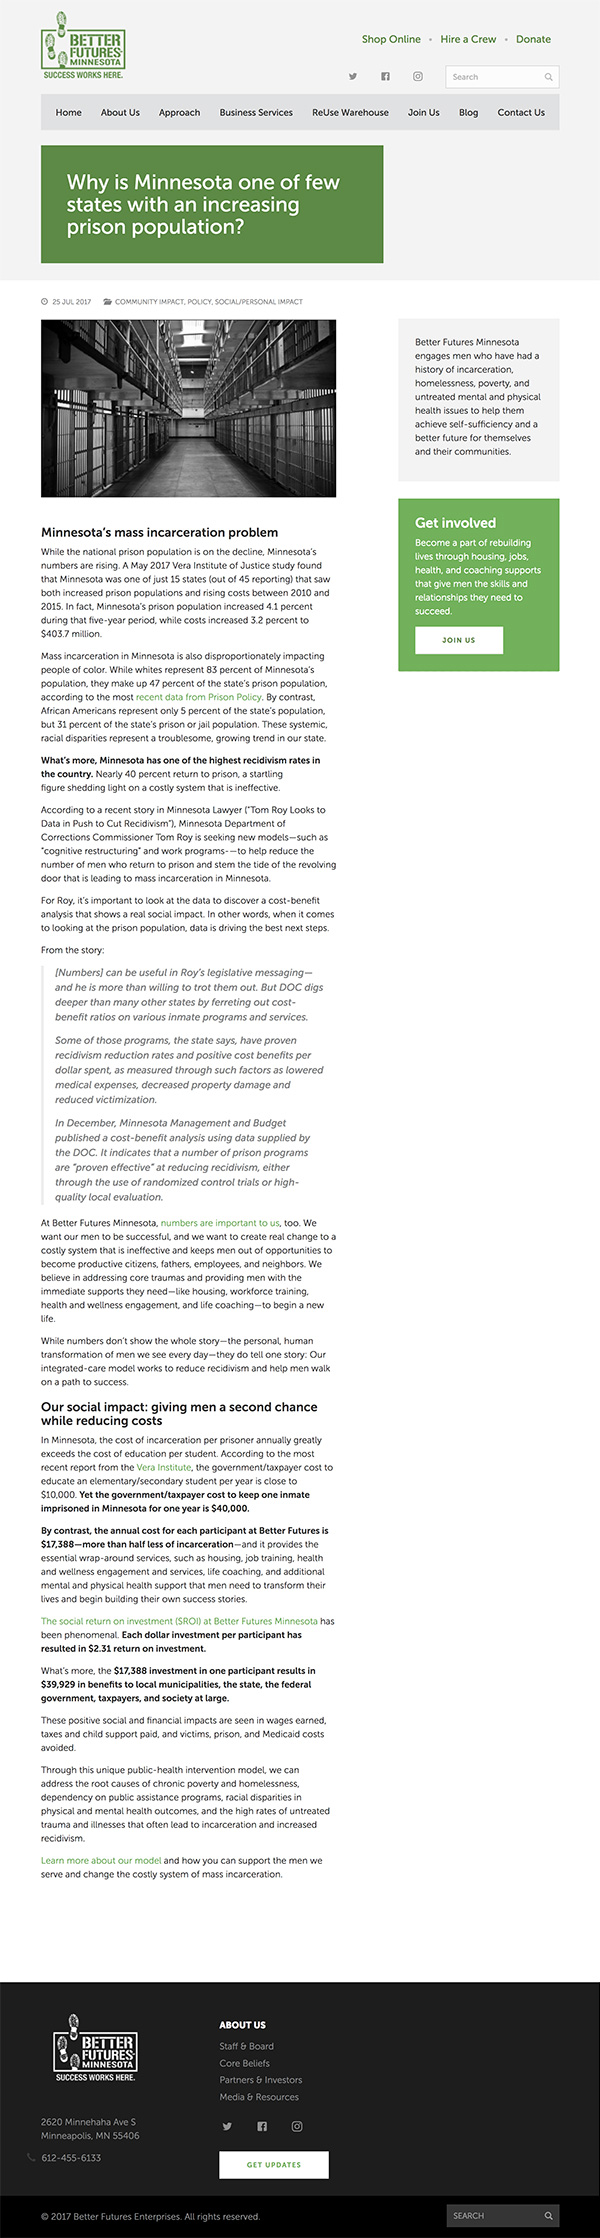 BETTER
FUTURES
MINNESOTA
SUCCESS WORKS HERE.
Shop Online • Hire a Crew • Donate
Search
Home About Us Approach Business Services ReUse Warehouse Join Us Blog Contact Us
Why is Minnesota one of few
states with an increasing
prison population?
25 JUL 2017 COMMUNITY IMPACT, POLICY, SOCIAL/PERSONAL IMPACT
Minnesota's mass incarceration problem
While the national prison population is on the decline, Minnesota's
numbers are rising. A May 2017 Vera Institute of Justice study found
that Minnesota was one of just 15 states (out of 45 reporting) that saw
both increased prison populations and rising costs between 2010 and
2015. In fact, Minnesota's prison population increased 4.1 percent
during that five-year period, while costs increased 3.2 percent to
$403.7 million.
Mass incarceration in Minnesota is also disproportionately impacting
people of color. While whites represent 83 percent of Minnesota's
population, they make up 47 percent of the state's prison population,
according to the most recent data from Prison Policy. By contrast,
African Americans represent only 5 percent of the state's population,
but 31 percent of the state's prison or jail population. These systemic,
racial disparities represent a troublesome, growing trend in our state.
What's more, Minnesota has one of the highest recidivism rates in
the country. Nearly 40 percent return to prison, a startling
figure shedding light on a costly system that is ineffective.
According to a recent story in Minnesota Lawyer ("Tom Roy Looks to
Data in Push to Cut Recidivism"), Minnesota Department of
Corrections Commissioner Tom Roy is seeking new models—such as
"cognitive restructuring" and work programs-—to help reduce the
number of men who return to prison and stem the tide of the revolving
door that is leading to mass incarceration in Minnesota.
For Roy, it's important to look at the data to discover a cost-benefit
analysis that shows a real social impact. In other words, when it comes
to looking at the prison population, data is driving the best next steps.
From the story:
[Numbers] can be useful in Roy's legislative messaging—
and he is more than willing to trot them out. But DOC digs
deeper than many other states by ferreting out cost-
benefit ratios on various inmate programs and services.
Some of those programs, the state says, have proven
recidivism reduction rates and positive cost benefits per
dollar spent, as measured through such factors as lowered
medical expenses, decreased property damage and
reduced victimization.
In December, Minnesota Management and Budget
published a cost-benefit analysis using data supplied by
the DOC. It indicates that a number of prison programs
are "proven effective" at reducing recidivism, either
through the use of randomized control trials or high-
quality local evaluation.
At Better Futures Minnesota, numbers are important to us, too. We
want our men to be successful, and we want to create real change to a
costly system that is ineffective and keeps men out of opportunities to
become productive citizens, fathers, employees, and neighbors. We
believe in addressing core traumas and providing men with the
immediate supports they need—like housing, workforce training,
health and wellness engagement, and life coaching—to begin a new
life.
While numbers don't show the whole story—the personal, human
transformation of men we see every day—they do tell one story: Our
integrated-care model works to reduce recidivism and help men walk
on a path to success.
Our social impact: giving men a second chance
while reducing costs
In Minnesota, the cost of incarceration per prisoner annually greatly
exceeds the cost of education per student. According to the most
recent report from the Vera Institute, the government/taxpayer cost to
educate an elementary/secondary student per year is close to
$10,000. Yet the government/taxpayer cost to keep one inmate
imprisoned in Minnesota for one year is $40,000.
By contrast, the annual cost for each participant at Better Futures is
$17,388—more than half less of incarceration—and it provides the
essential wrap-around services, such as housing, job training, health
and wellness engagement and services, life coaching, and additional
mental and physical health support that men need to transform their
lives and begin building their own success stories.
The social return on investment (SROI) at Better Futures Minnesota has
been phenomenal. Each dollar investment per participant has
resulted in $2.31 return on investment.
What's more, the $17,388 investment in one participant results in
$39,929 in benefits to local municipalities, the state, the federal
government, taxpayers, and society at large.
These positive social and financial impacts are seen in wages earned,
taxes and child support paid, and victims, prison, and Medicaid costs
avoided.
Through this unique public-health intervention model, we can
address the root causes of chronic poverty and homelessness,
dependency on public assistance programs, racial disparities in
physical and mental health outcomes, and the high rates of untreated
trauma and illnesses that often lead to incarceration and increased
recidivism.
Learn more about our model and how you can support the men we
serve and change the costly system of mass incarceration.
Better Futures Minnesota
engages men who have had a
history of incarceration,
homelessness, poverty, and
untreated mental and physical
health issues to help them
achieve self-sufficiency and a
better future for themselves
and their communities.
Get involved
Become a part of rebuilding
lives through housing, jobs,
health, and coaching supports
that give men the skills and
relationships they need to
succeed.
JOIN US
BETTER
FUTURES
MINNESOTA
SUCCESS WORKS HERE.
2620 Minnehaha Ave S
Minneapolis, MN 55406
612-455-6133
ABOUT US
Staff & Board
Core Beliefs
Partners & Investors
Media & Resources
GET UPDATES
© 2017 Better Futures Enterprises. All rights reserved.
SEARCH